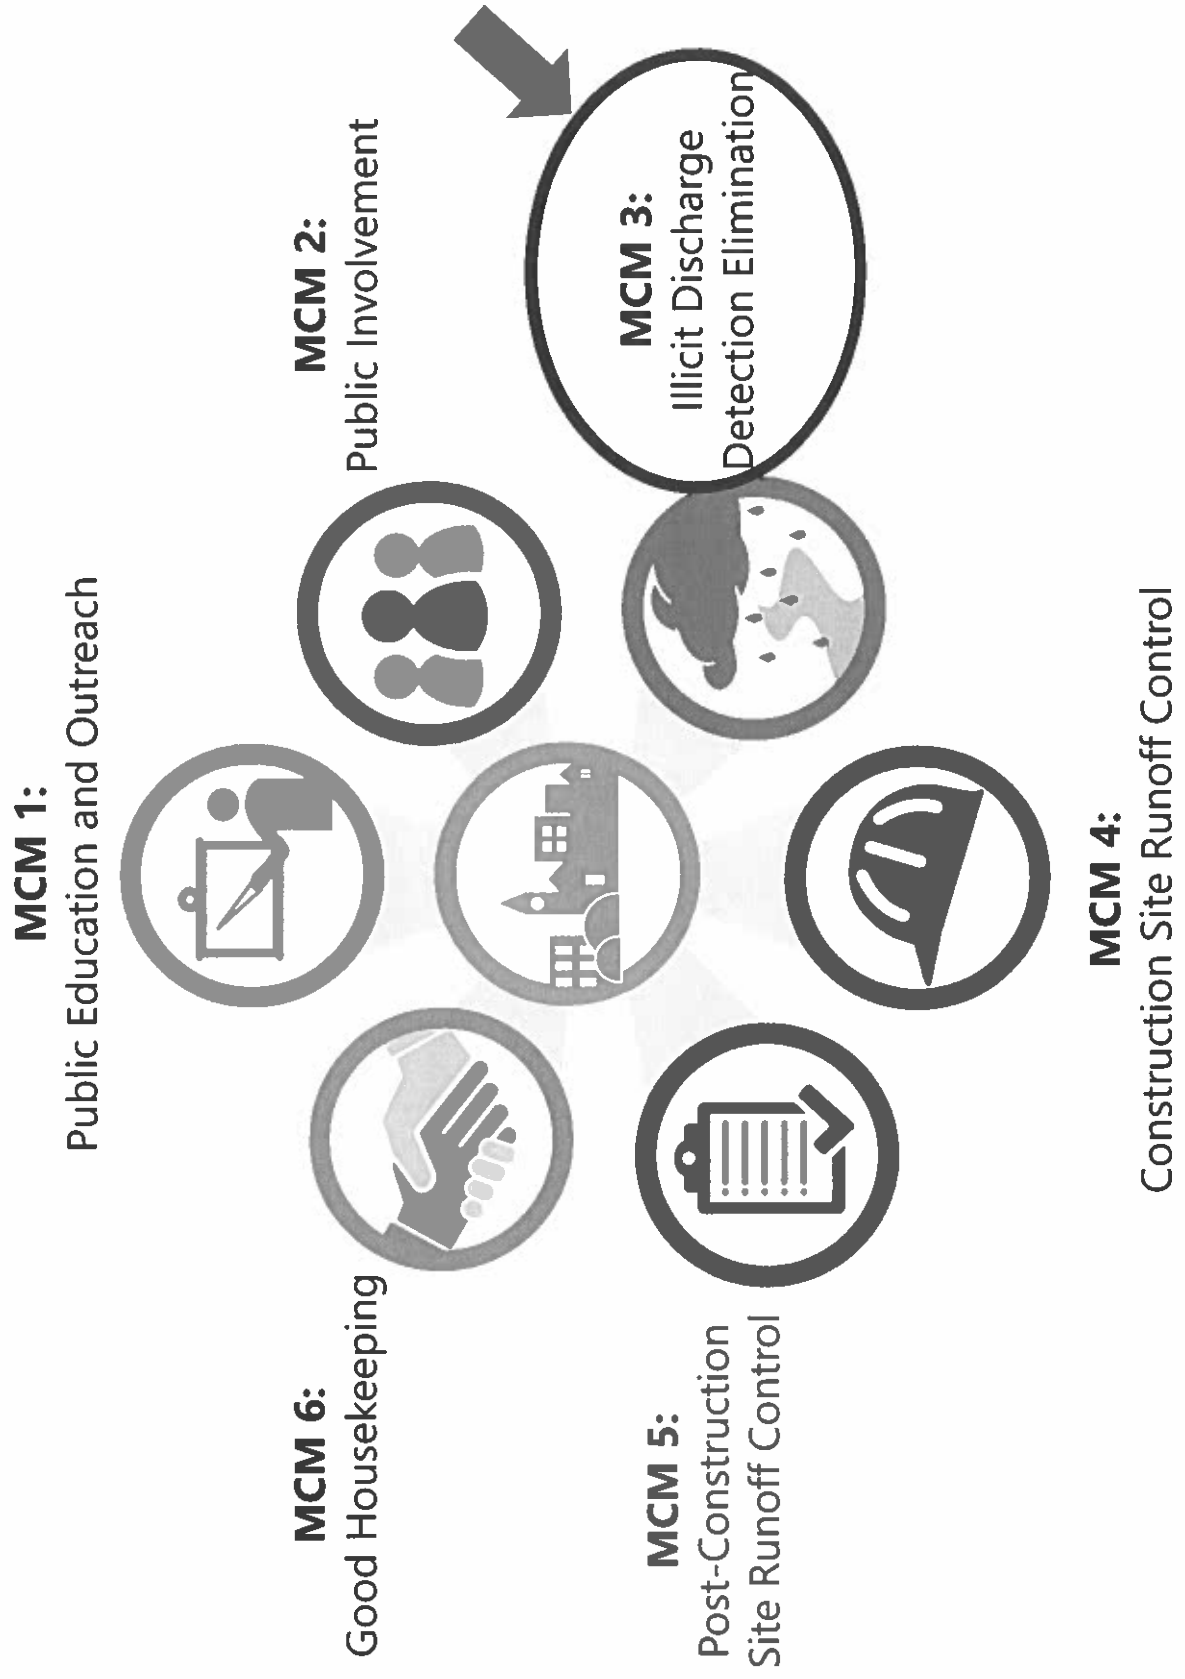 MCM 1:
Public Education and Outreach
MCM 2:
Public Involvement
MCM 3:
Illicit Discharge
Detection Elimination
MCM 4:
Construction Site Runoff Control
MCM 5:
Post-Construction
Site Runoff Control
MCM 6:
Good Housekeeping